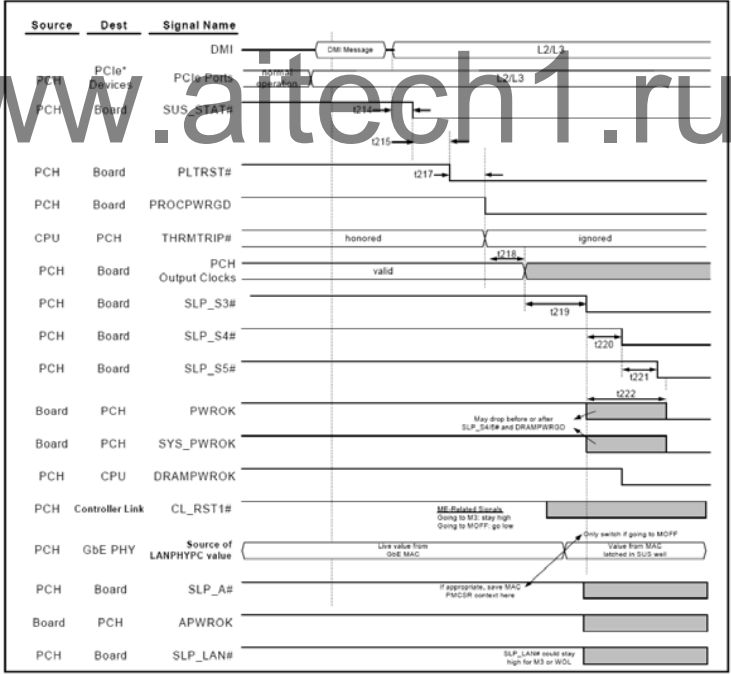 Source Dest Signal Name
DMI DMI Message L2/L3
PCH PCIe* Devices PCIe Ports normal operation L2/L3
www.aitech1.ru
PCH Board SUS_STAT# t214
t215
PCH Board PLTRST# t217
PCH Board PROCPWRGD
CPU PCH THRMTRIP# honored ignored
PCH Board PCH Output Clocks valid t218
PCH Board SLP_S3# t219
PCH Board SLP_S4# t220
PCH Board SLP_S5# t221
t222
Board PCH PWROK
May drop before or after
SLP_S4/5# and DRAMPWRGD
Board PCH SYS_PWROK
PCH CPU DRAMPWROK
PCH Controller Link CL_RST1#
ME-Related Signals
Going to M3: stay high
Going to MOFF: go low
Only switch if going to MOFF
PCH GbE PHY Source of LANPHYPC value
Live value from
GbE MAC
Value from MAC
latched in SUS well
PCH Board SLP_A#
If appropriate, save MAC
PMCSR context here
Board PCH APWROK
PCH Board SLP_LAN#
SLP_LAN# could stay
high for M3 or WOL